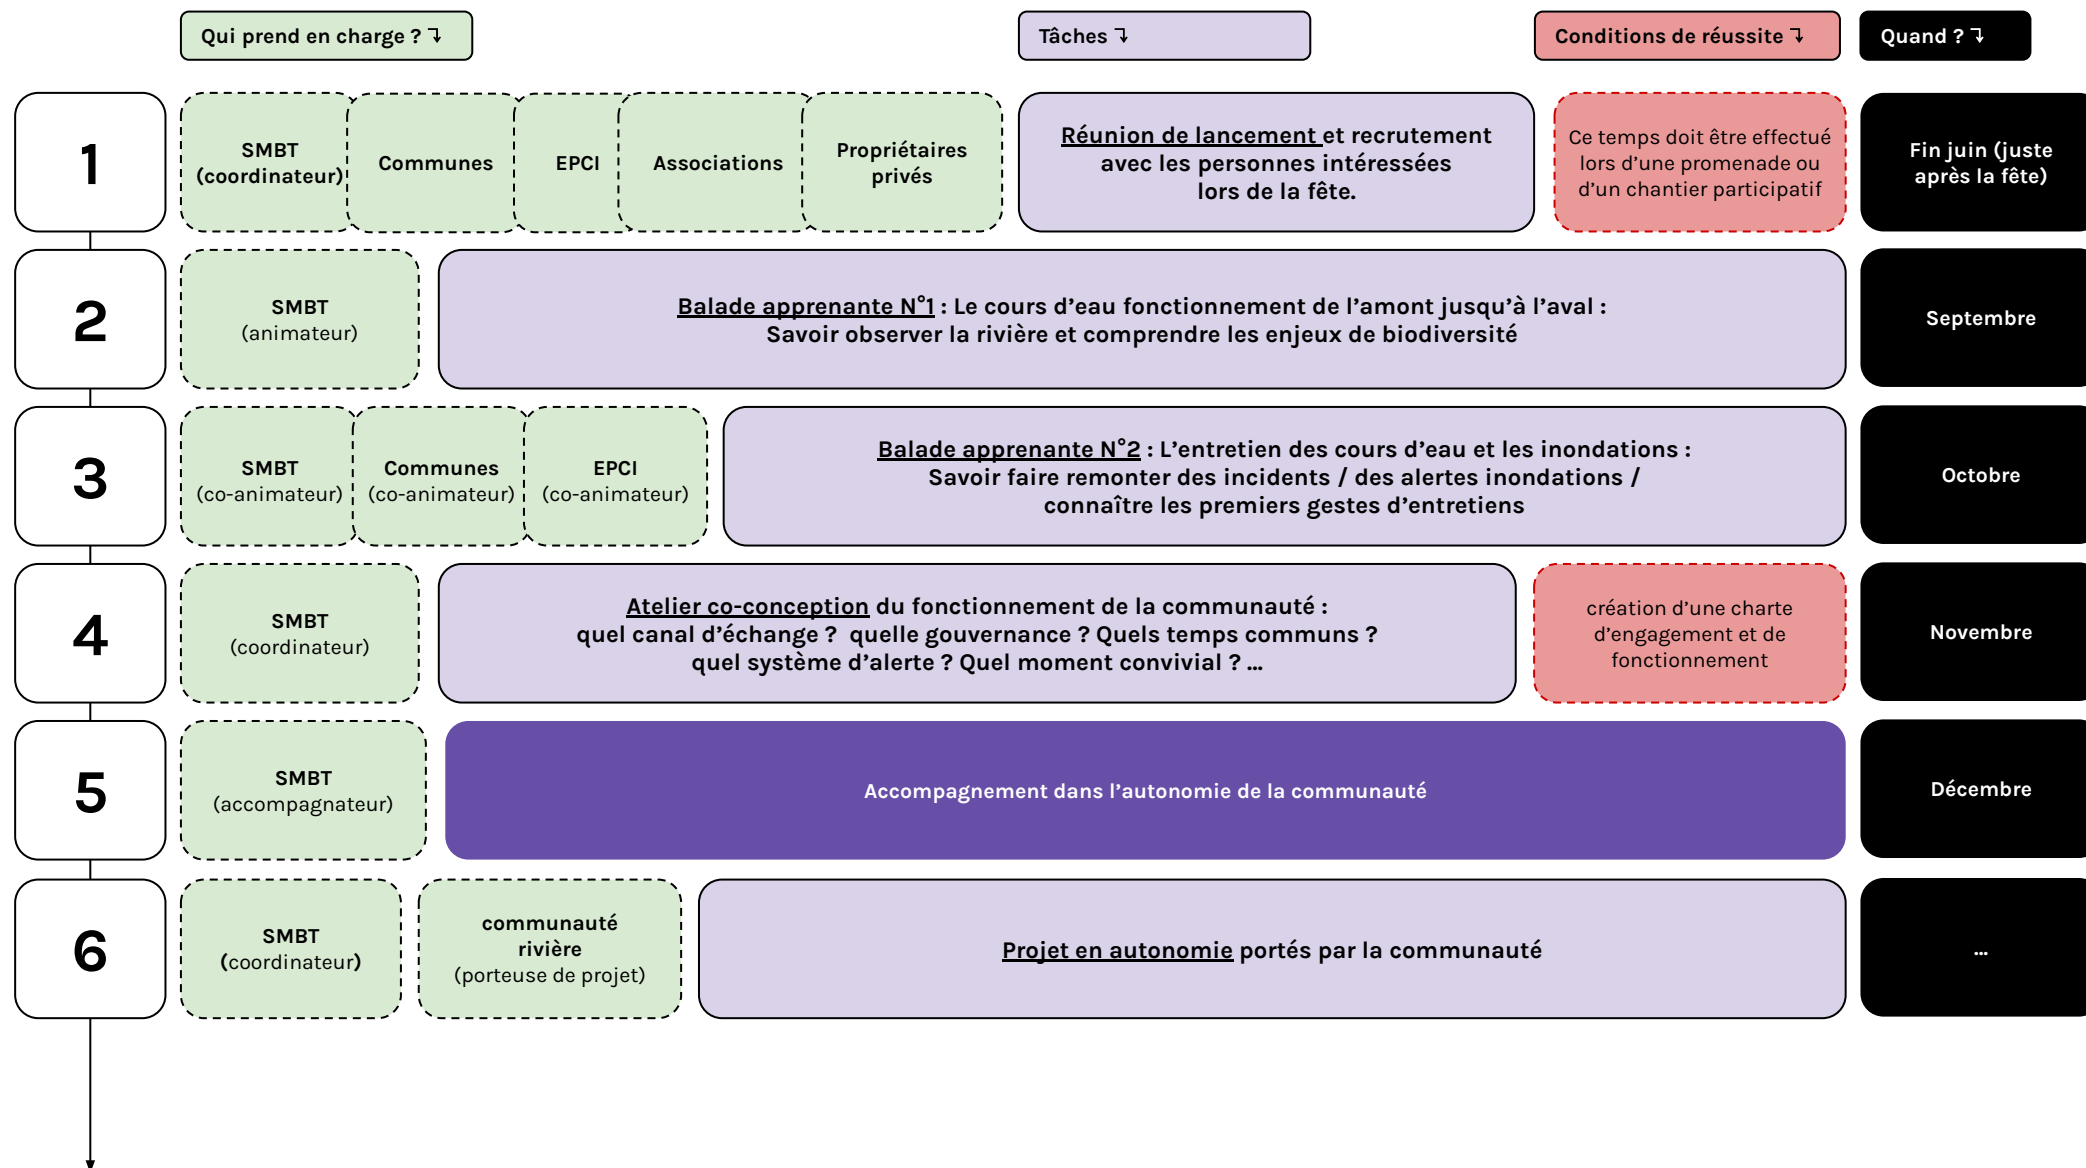 Qui prend en charge ? ↴
Tâches ↴
Conditions de réussite ↴
Quand ? ↴
1
SMBT
(coordinateur)
Communes
EPCI
Associations
Propriétaires
privés
Réunion de lancement et recrutement
avec les personnes intéressées
lors de la fête.
Ce temps doit être effectué
lors d’une promenade ou
d’un chantier participatif
Fin juin (juste
après la fête)
2
SMBT
(animateur)
Balade apprenante N°1 : Le cours d’eau fonctionnement de l’amont jusqu’à l’aval :
Savoir observer la rivière et comprendre les enjeux de biodiversité
Septembre
3
SMBT
(co-animateur)
Communes
(co-animateur)
EPCI
(co-animateur)
Balade apprenante N°2 : L’entretien des cours d’eau et les inondations :
Savoir faire remonter des incidents / des alertes inondations /
connaître les premiers gestes d’entretiens
Octobre
4
SMBT
(coordinateur)
Atelier co-conception du fonctionnement de la communauté :
quel canal d’échange ? quelle gouvernance ? Quels temps communs ?
quel système d’alerte ? Quel moment convivial ? ...
création d’une charte
d’engagement et de
fonctionnement
Novembre
5
SMBT
(accompagnateur)
Accompagnement dans l’autonomie de la communauté
Décembre
6
SMBT
(coordinateur)
communauté
rivière
(porteuse de projet)
Projet en autonomie portés par la communauté
...